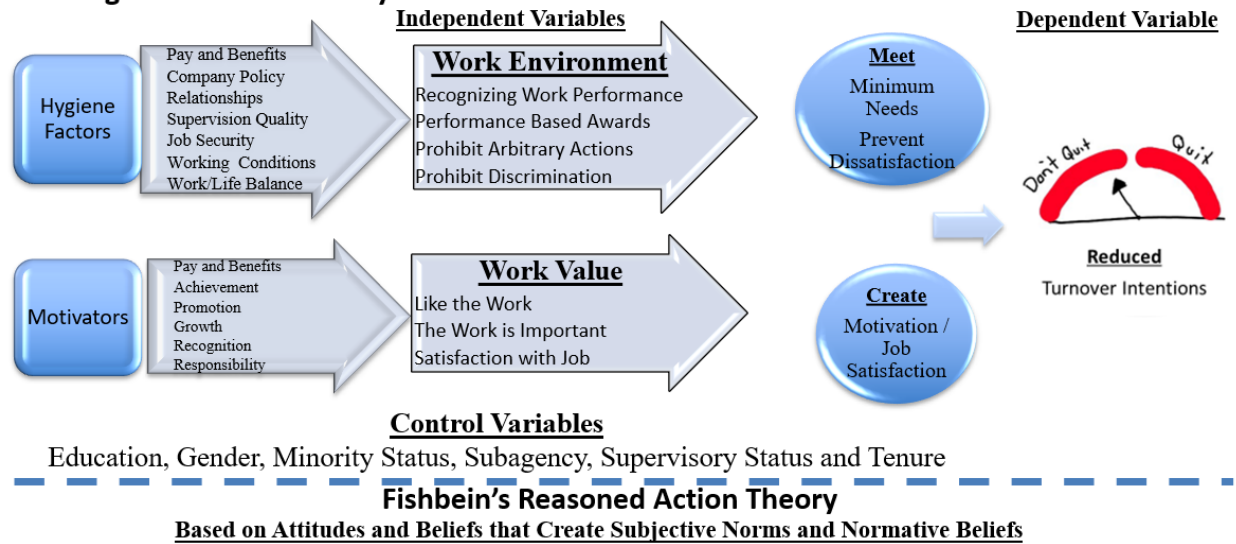 Independent Variables
Dependent Variable
Hygiene
Factors
Pay and Benefits
Company Policy
Relationships
Supervision Quality
Job Security
Working Conditions
Work/Life Balance
Work Environment
Recognizing Work Performance
Performance Based Awards
Prohibit Arbitrary Actions
Prohibit Discrimination
Meet
Minimum
Needs
Prevent
Dissatisfaction
Don't Quit
Quit
Reduced
Turnover Intentions
Motivators
Pay and Benefits
Achievement
Promotion
Growth
Recognition
Responsibility
Work Value
Like the Work
The Work is Important
Satisfaction with Job
Create
Motivation /
Job
Satisfaction
Control Variables
Education, Gender, Minority Status, Subagency, Supervisory Status and Tenure
Fishbein's Reasoned Action Theory
Based on Attitudes and Beliefs that Create Subjective Norms and Normative Beliefs